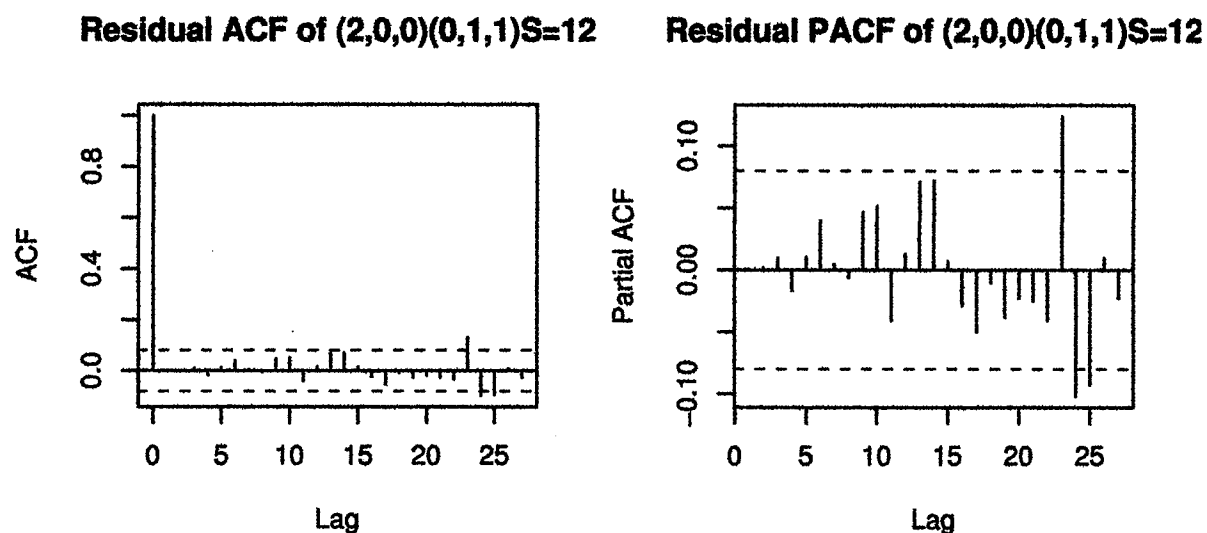 Residual ACF of (2,0,0)(0,1,1)S=12
ACF
0.8
0.4
0.0
0 5 10 15 20 25
Lag
Residual PACF of (2,0,0)(0,1,1)S=12
Partial ACF
0.10
0.00
-0.10
0 5 10 15 20 25
Lag